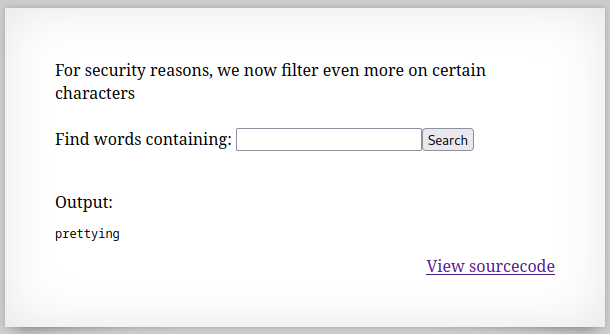 For security reasons, we now filter even more on certain
characters
Find words containing: Search
Output:
prettying
View sourcecode